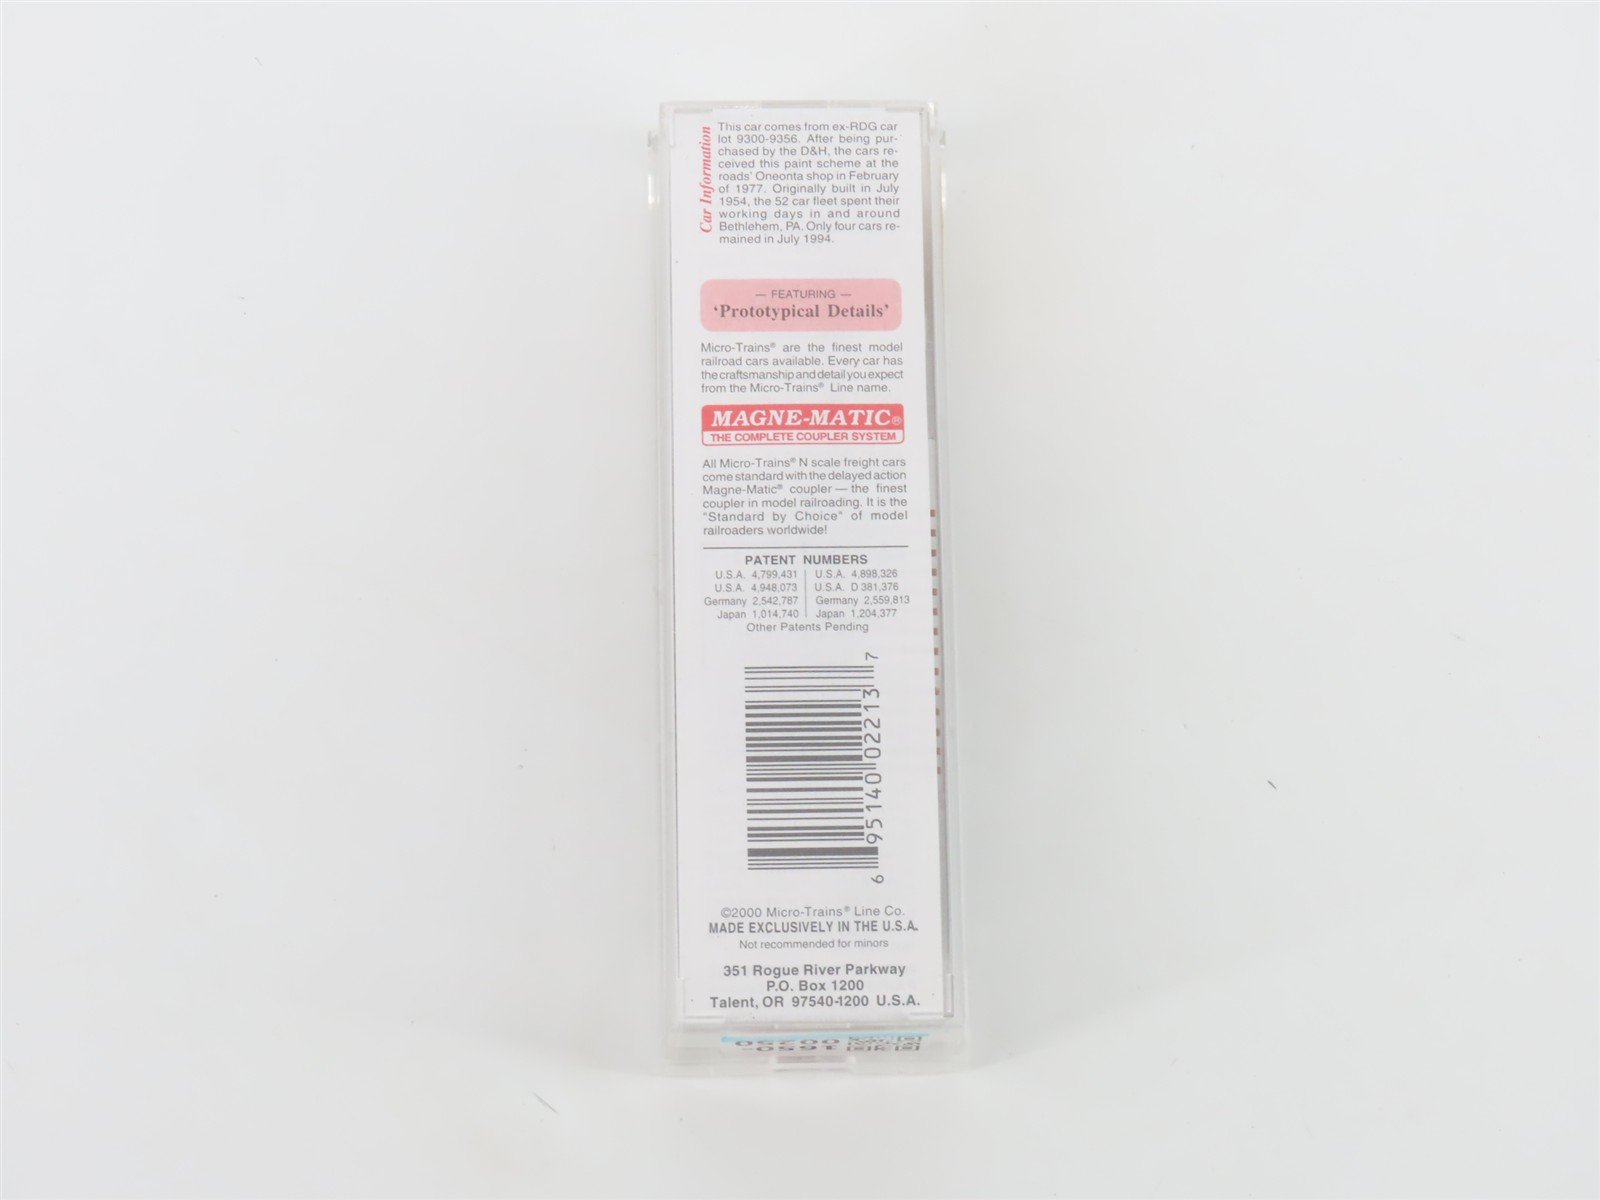 Car Information
This car comes from ex-RDG car
lot 9300-9356. After being pur-
chased by the D&H, the cars re-
ceived this paint scheme at the
roads' Oneonta shop in February
of 1977. Originally built in July
1954, the 52 car fleet spent their
working days in and around
Bethlehem, PA. Only four cars re-
mained in July 1994.
— FEATURING —
'Prototypical Details'
Micro-Trains® are the finest model
railroad cars available. Every car has
the craftsmanship and detail you expect
from the Micro-Trains® Line name.
MAGNE-MATIC®
THE COMPLETE COUPLER SYSTEM
All Micro-Trains® N scale freight cars
come standard with the delayed action
Magne-Matic® coupler — the finest
coupler in model railroading. It is the
"Standard by Choice" of model
railroaders worldwide!
PATENT NUMBERS
U.S.A. 4,799,431 U.S.A. 4,898,326
U.S.A. 4,948,073 U.S.A. D 381,376
Germany 2,542,787 Germany 2,559,813
Japan 1,014,740 Japan 1,204,377
Other Patents Pending
6 95140 02213 7
©2000 Micro-Trains® Line Co.
MADE EXCLUSIVELY IN THE U.S.A.
Not recommended for minors
351 Rogue River Parkway
P.O. Box 1200
Talent, OR 97540-1200 U.S.A.